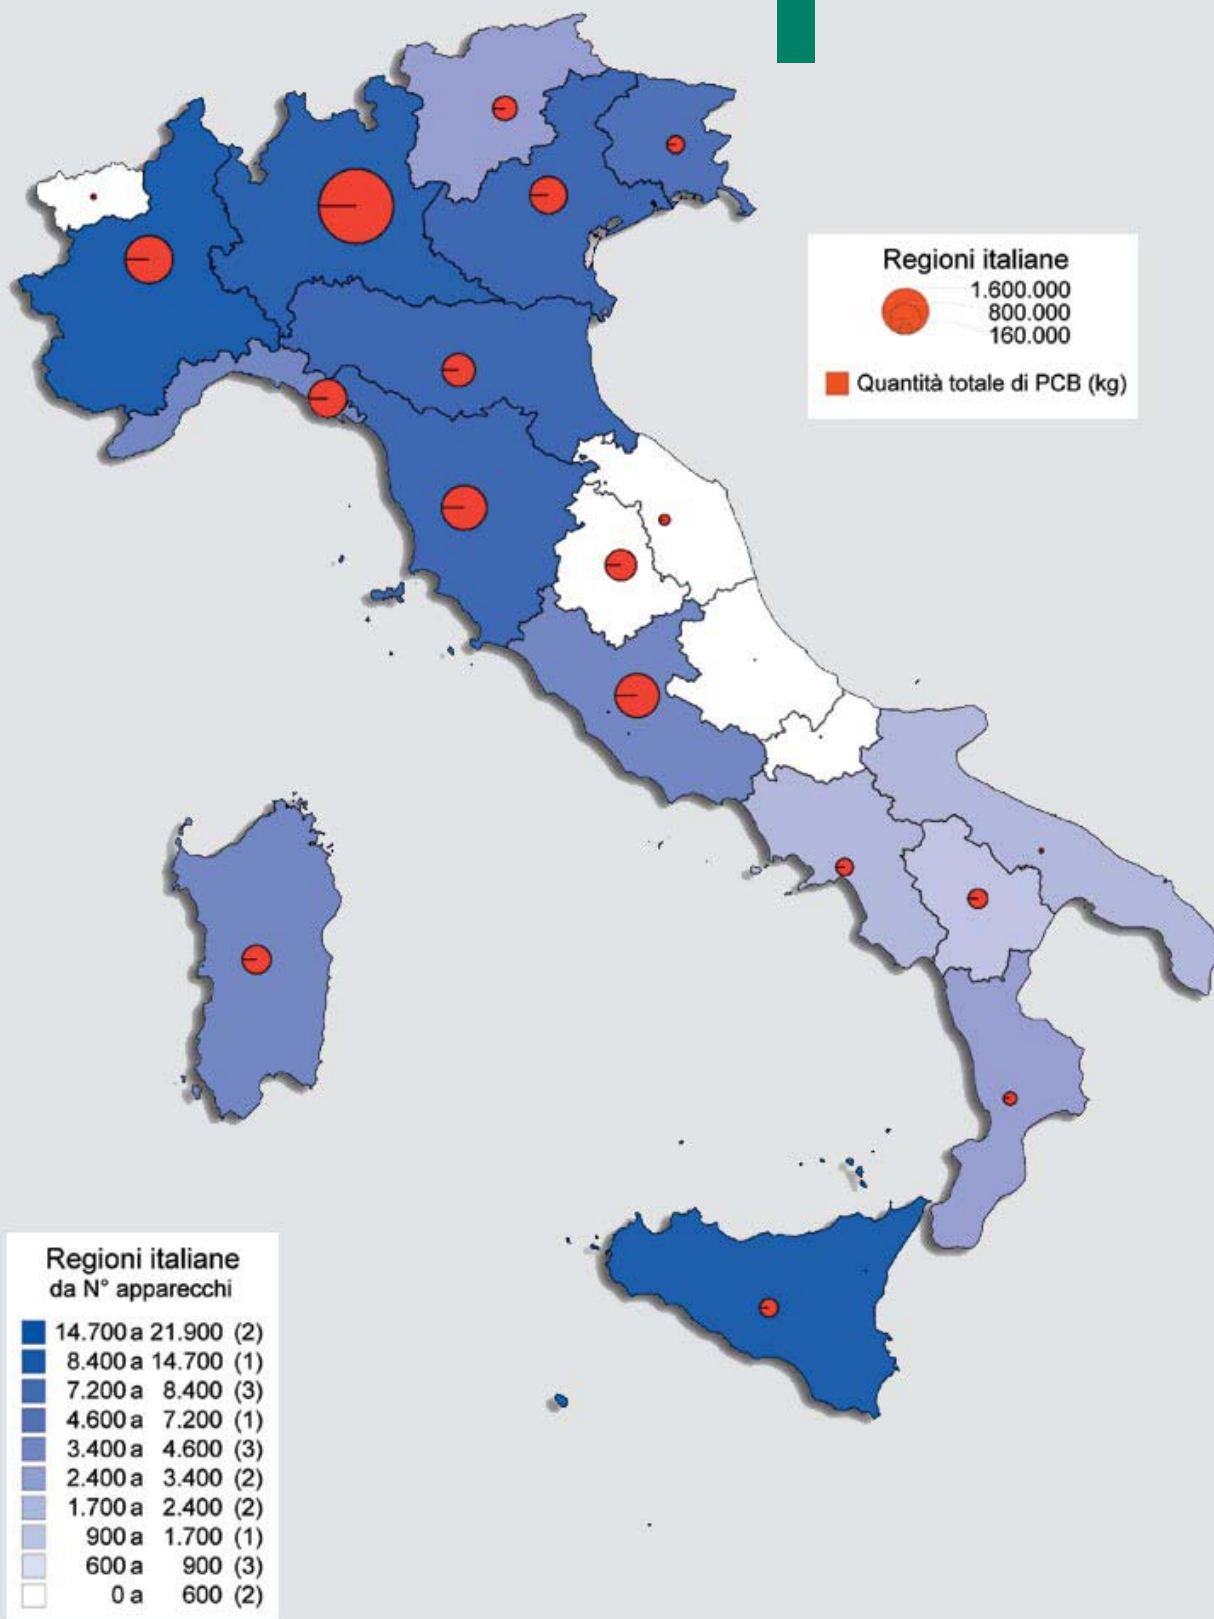 Regioni italiane
1.600.000
800.000
160.000
Quantità totale di PCB (kg)
Regioni italiane
da N° apparecchi
14.700 a 21.900 (2)
8.400 a 14.700 (1)
7.200 a 8.400 (3)
4.600 a 7.200 (1)
3.400 a 4.600 (3)
2.400 a 3.400 (2)
1.700 a 2.400 (2)
900 a 1.700 (1)
600 a 900 (3)
0 a 600 (2)